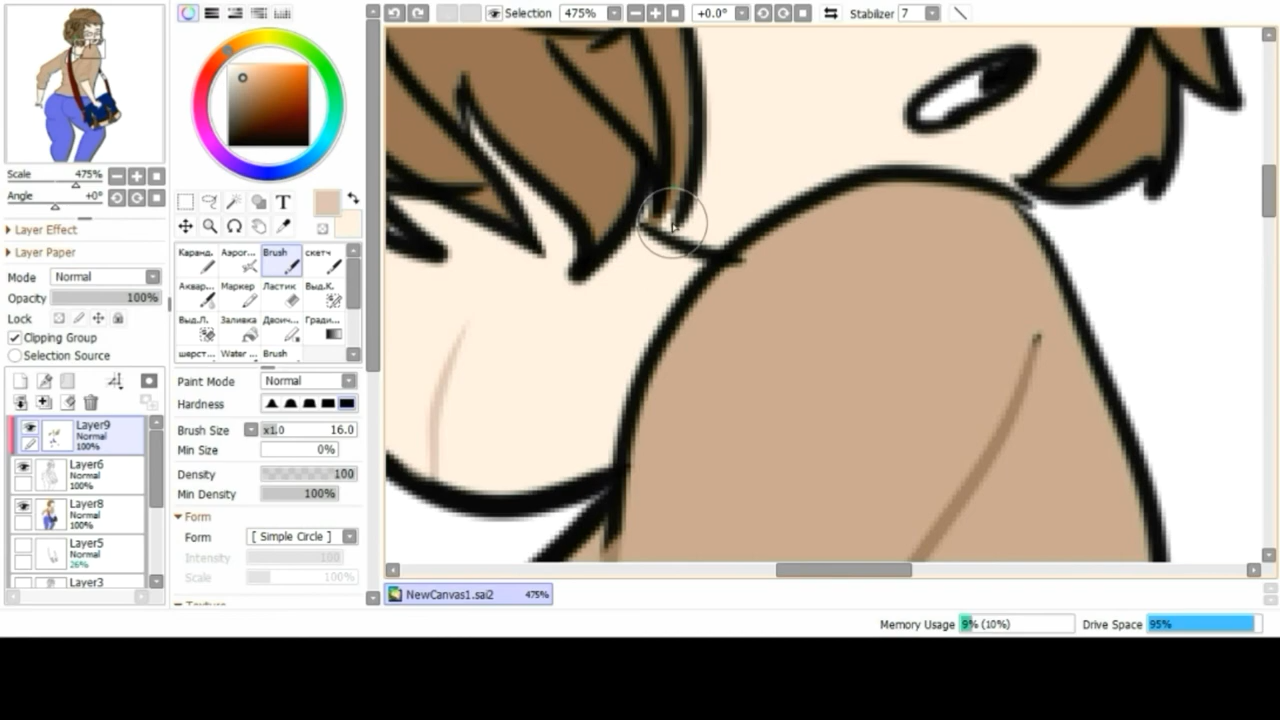 Selection 475% +0.0° Stabilizer 7
Scale 475%
Angle +0°
Layer Effect
Layer Paper
Mode Normal
Opacity 100%
Lock
Clipping Group
Selection Source
Layer9
Normal
100%
Layer6
Normal
100%
Layer8
Normal
100%
Layer5
Normal
26%
Layer3
T
Каранд. Аэрог... Brush скетч
Аквар... Маркер Ластик Выд.К.
Выд.Л. Заливка Двоич... Гради...
шерст... Water ... Brush
Paint Mode Normal
Hardness
Brush Size x1.0 16.0
Min Size 0%
Density 100
Min Density 100%
Form
Form [ Simple Circle ]
Intensity 100
Scale 100%
Texture
NewCanvas1.sai2 475%
Memory Usage 9% (10%) Drive Space 95%